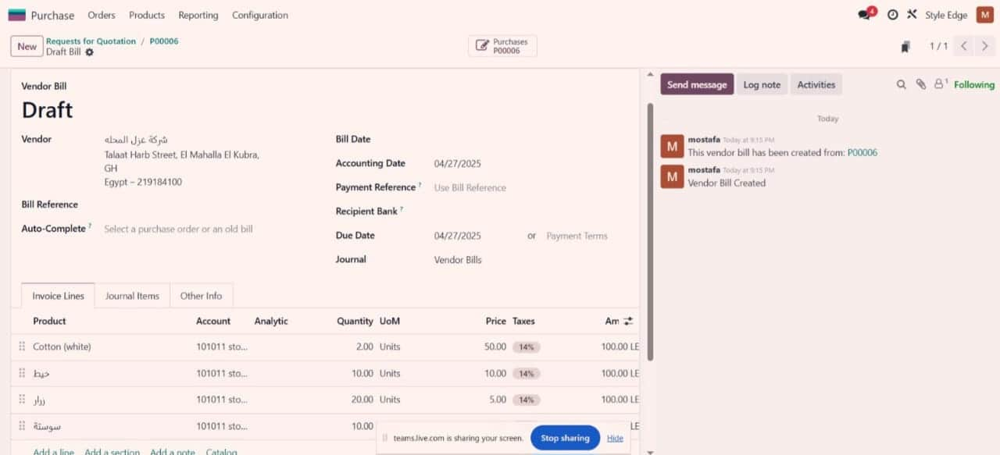 Purchase Orders Products Reporting Configuration 4 Style Edge M
New Requests for Quotation / P00006 Purchases P00006 1 / 1
Draft Bill
Send message Log note Activities 1 Following
Vendor Bill
Draft
Today
Vendor شركة غزل المحله
Talaat Harb Street, El Mahalla El Kubra,
GH
Egypt – 219184100
Bill Reference
Auto-Complete ? Select a purchase order or an old bill
Bill Date
Accounting Date 04/27/2025
Payment Reference ? Use Bill Reference
Recipient Bank ?
Due Date 04/27/2025 or Payment Terms
Journal Vendor Bills
M mostafa Today at 9:15 PM
This vendor bill has been created from: P00006
M mostafa Today at 9:15 PM
Vendor Bill Created
Invoice Lines Journal Items Other Info
Product Account Analytic Quantity UoM Price Taxes Am
Cotton (white) 101011 sto... 2.00 Units 50.00 14% 100.00 LE
خيط 101011 sto... 10.00 Units 10.00 14% 100.00 LE
زرار 101011 sto... 20.00 Units 5.00 14% 100.00 LE
سوستة 101011 sto... 10.00 LE
teams.live.com is sharing your screen. Stop sharing Hide
Add a line Add a section Add a note Catalog